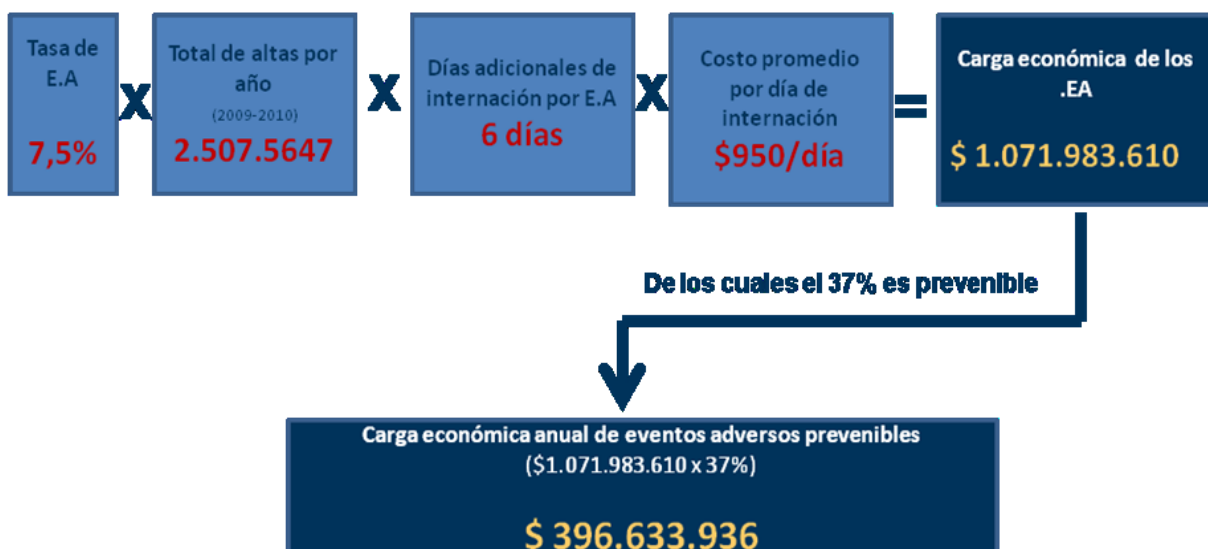 Tasa de
E.A
7,5%
X
Total de altas por
año
(2009-2010)
2.507.5647
X
Días adicionales de
internación por E.A
6 días
X
Costo promedio
por día de
internación
$950/día
=
Carga económica de los
.EA
$ 1.071.983.610
De los cuales el 37% es prevenible
Carga económica anual de eventos adversos prevenibles
($1.071.983.610 x 37%)
$ 396.633.936